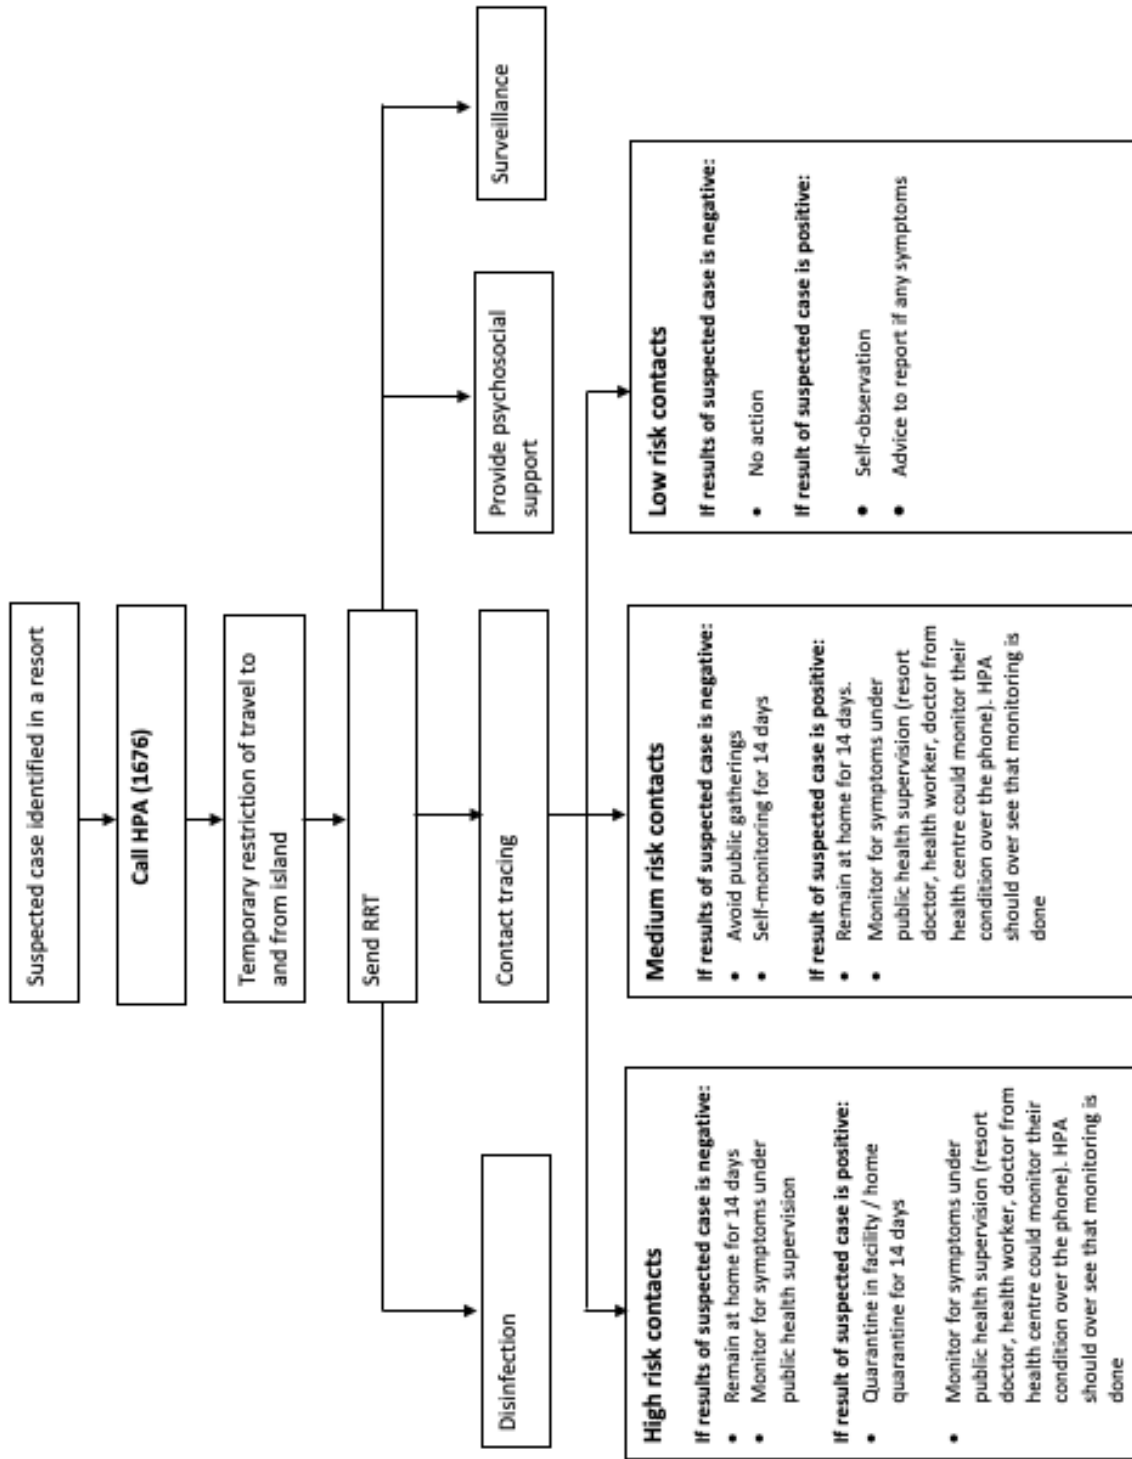 Suspected case identified in a resort
Call HPA (1676)
Temporary restriction of travel to
and from island
Send RRT
Disinfection
Contact tracing
Provide psychosocial
support
Surveillance
High risk contacts
If results of suspected case is negative:
• Remain at home for 14 days
• Monitor for symptoms under
public health supervision
If result of suspected case is positive:
• Quarantine in facility / home
quarantine for 14 days
• Monitor for symptoms under
public health supervision (resort
doctor, health worker, doctor from
health centre could monitor their
condition over the phone). HPA
should over see that monitoring is
done
Medium risk contacts
If results of suspected case is negative:
• Avoid public gatherings
• Self-monitoring for 14 days
If result of suspected case is positive:
• Remain at home for 14 days.
• Monitor for symptoms under
public health supervision (resort
doctor, health worker, doctor from
health centre could monitor their
condition over the phone). HPA
should over see that monitoring is
done
Low risk contacts
If results of suspected case is negative:
• No action
If result of suspected case is positive:
• Self-observation
• Advice to report if any symptoms